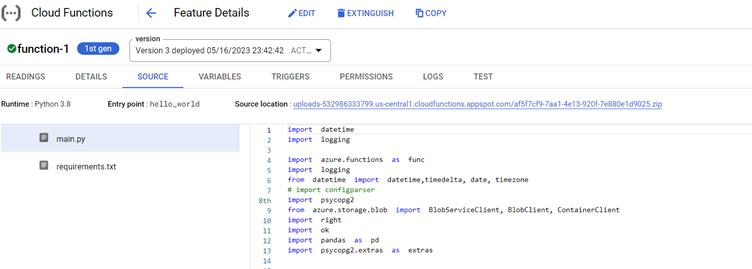 (···) Cloud Functions ← Feature Details EDIT EXTINGUISH COPY
function-1 1st gen version
Version 3 deployed 05/16/2023 23:42:42 ACT...
READINGS DETAILS SOURCE VARIABLES TRIGGERS PERMISSIONS LOGS TEST
Runtime : Python 3.8 Entry point : hello_world Source location : uploads-532986333799.us-central1.cloudfunctions.appspot.com/af5f7cf9-7aa1-4e13-920f-7e880e1d9025.zip
main.py
requirements.txt
1 import datetime
2 import logging
4 import azure.functions as func
5 import logging
6 from datetime import datetime,timedelta, date, timezone
7 # import configparser
8th import psycopg2
9 from azure.storage.blob import BlobServiceClient, BlobClient, ContainerClient
10 import right
11 import ok
12 import pandas as pd
13 import psycopg2.extras as extras
14